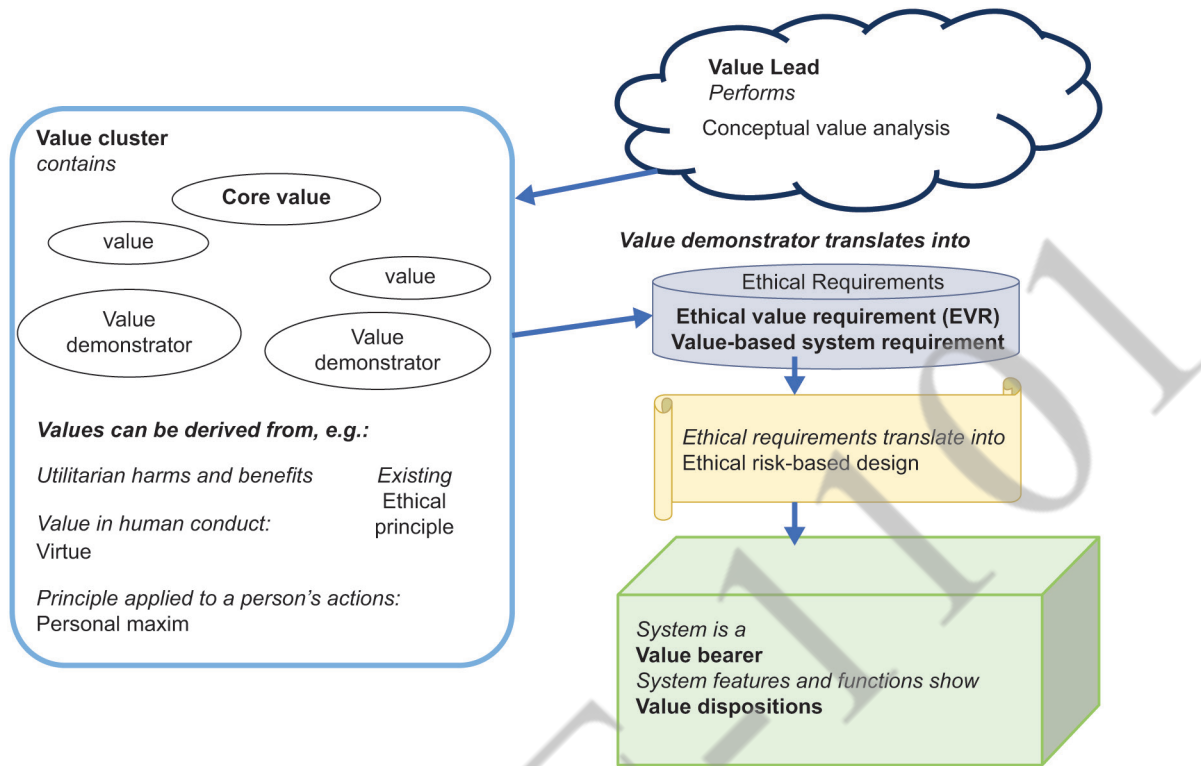 Value Lead
Performs
Conceptual value analysis
Value cluster
contains
Core value
value
value
Value
demonstrator
Value
demonstrator
Values can be derived from, e.g.:
Utilitarian harms and benefits
Existing
Ethical
principle
Value in human conduct:
Virtue
Principle applied to a person’s actions:
Personal maxim
Value demonstrator translates into
Ethical Requirements
Ethical value requirement (EVR)
Value-based system requirement
Ethical requirements translate into
Ethical risk-based design
System is a
Value bearer
System features and functions show
Value dispositions